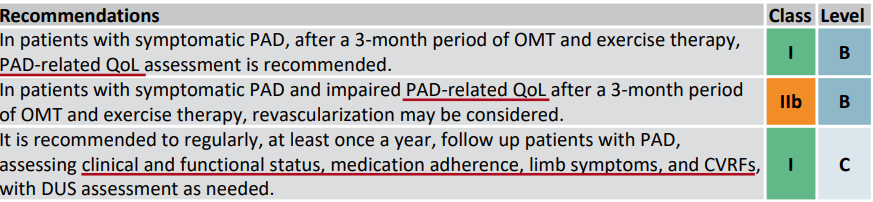 Recommendations Class Level
In patients with symptomatic PAD, after a 3-month period of OMT and exercise therapy,
PAD-related QoL assessment is recommended.
I B
In patients with symptomatic PAD and impaired PAD-related QoL after a 3-month period
of OMT and exercise therapy, revascularization may be considered.
IIb B
It is recommended to regularly, at least once a year, follow up patients with PAD,
assessing clinical and functional status, medication adherence, limb symptoms, and CVRFs,
with DUS assessment as needed.
I C